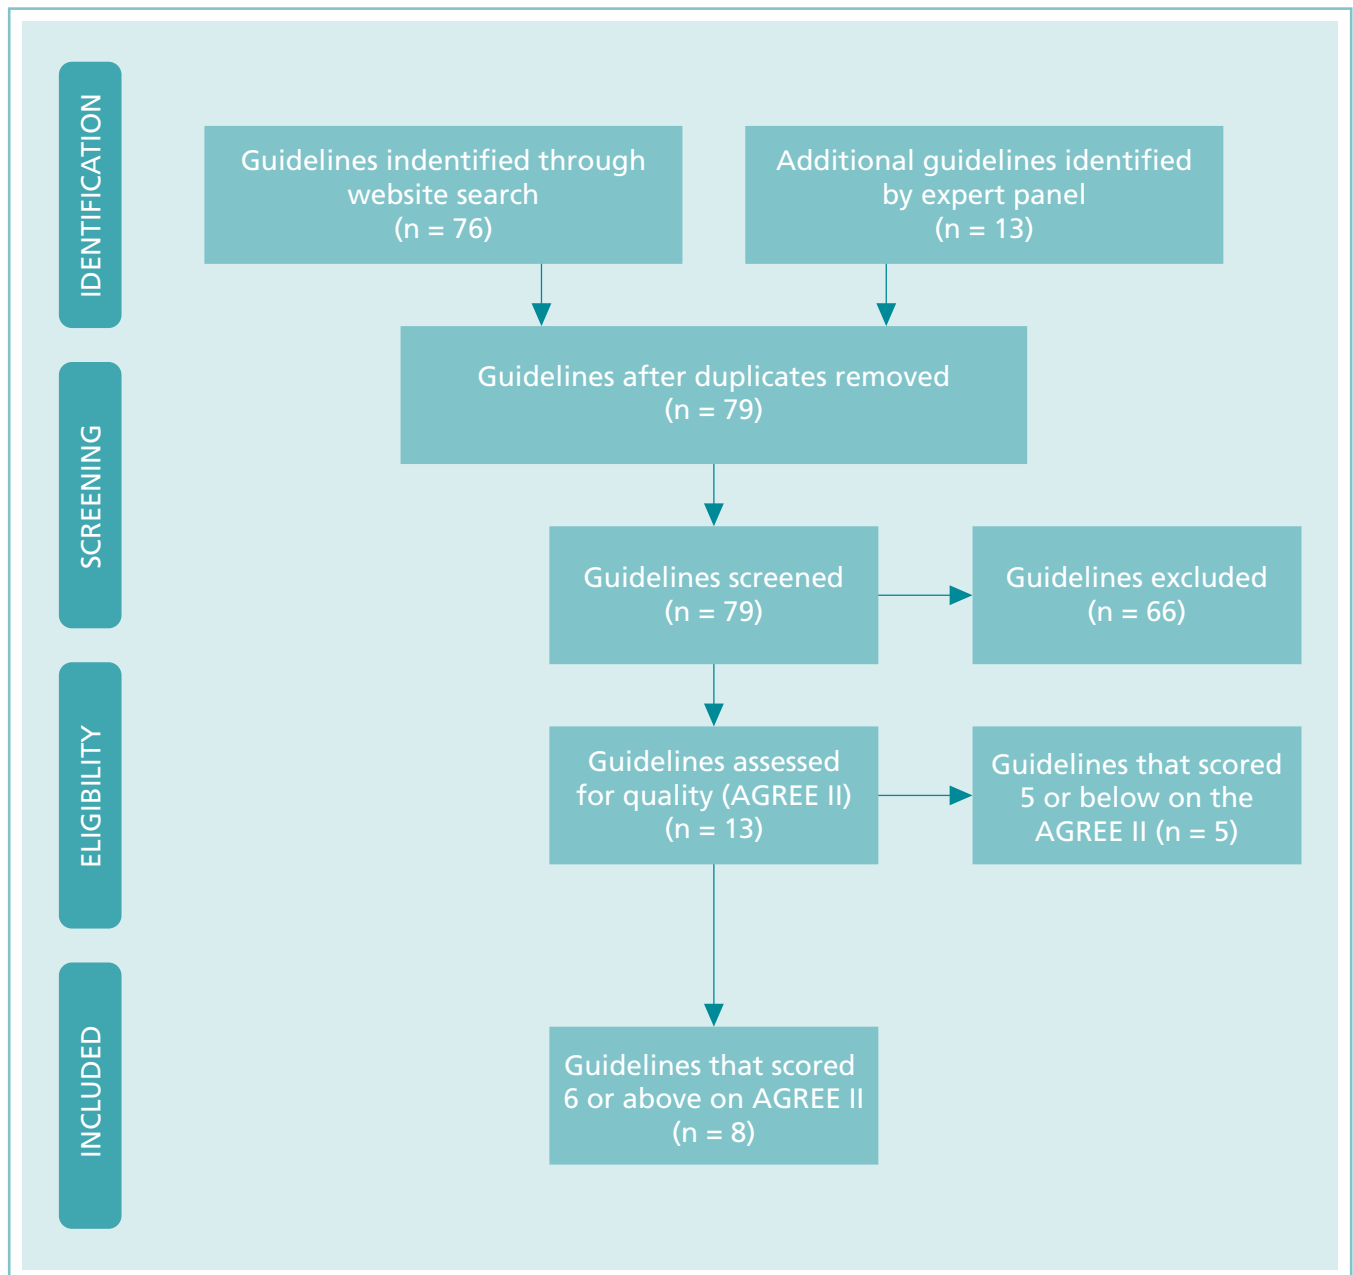 IDENTIFICATION
Guidelines indentified through
website search
(n = 76)
Additional guidelines identified
by expert panel
(n = 13)
Guidelines after duplicates removed
(n = 79)
SCREENING
Guidelines screened
(n = 79)
Guidelines excluded
(n = 66)
ELIGIBILITY
Guidelines assessed
for quality (AGREE II)
(n = 13)
Guidelines that scored
5 or below on the
AGREE II (n = 5)
INCLUDED
Guidelines that scored
6 or above on AGREE II
(n = 8)